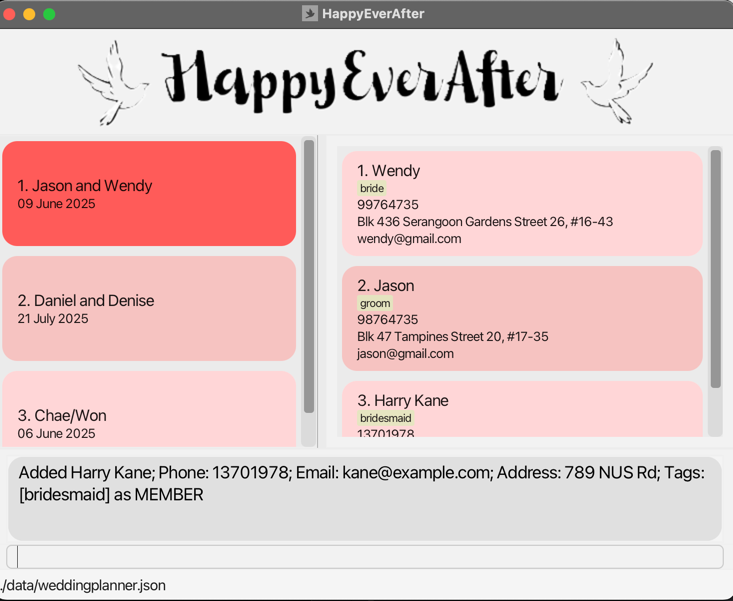 HappyEverAfter
HappyEverAfter
1. Jason and Wendy
09 June 2025
2. Daniel and Denise
21 July 2025
3. Chae/Won
06 June 2025
1. Wendy
bride
99764735
Blk 436 Serangoon Gardens Street 26, #16-43
wendy@gmail.com
2. Jason
groom
98764735
Blk 47 Tampines Street 20, #17-35
jason@gmail.com
3. Harry Kane
bridesmaid
13701978
Added Harry Kane; Phone: 13701978; Email: kane@example.com; Address: 789 NUS Rd; Tags:
[bridesmaid] as MEMBER
./data/weddingplanner.json